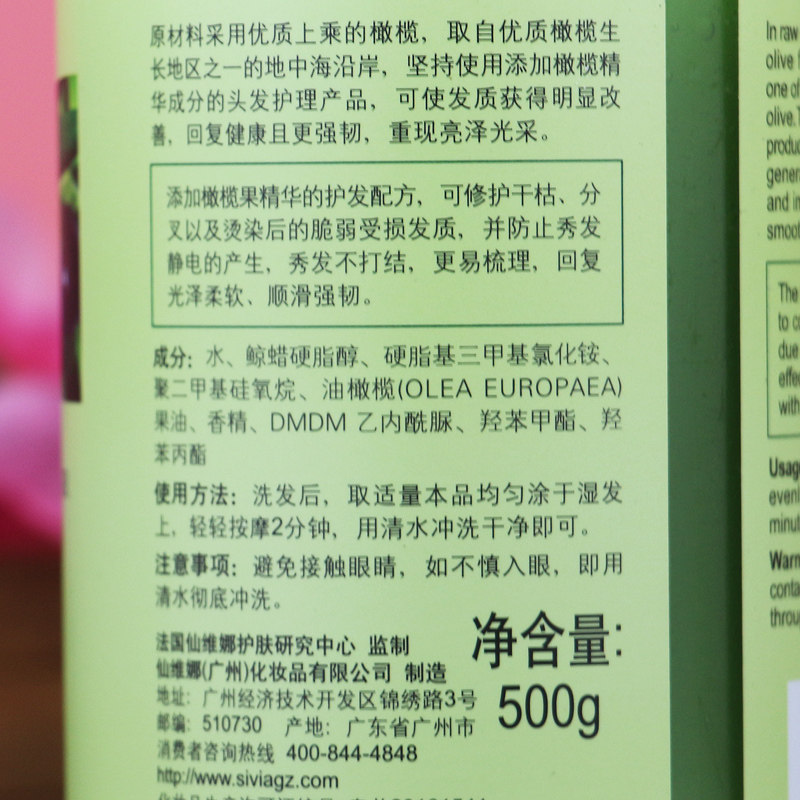 原材料采用优质上乘的橄榄，取自优质橄榄生
长地区之一的地中海沿岸，坚持使用添加橄榄精
华成分的头发护理产品，可使发质获得明显改
善，回复健康且更强韧，重现亮泽光采。
添加橄榄果精华的护发配方，可修护干枯、分
叉以及烫染后的脆弱受损发质，并防止秀发
静电的产生，秀发不打结，更易梳理，回复
光泽柔软、顺滑强韧。
成分：水、鲸蜡硬脂醇、硬脂基三甲基氯化铵、
聚二甲基硅氧烷、油橄榄(OLEA EUROPAEA)
果油、香精、DMDM 乙内酰脲、羟苯甲酯、羟
苯丙酯
使用方法：洗发后，取适量本品均匀涂于湿发
上，轻轻按摩2分钟，用清水冲洗干净即可。
注意事项：避免接触眼睛，如不慎入眼，即用
清水彻底冲洗。
法国仙维娜护肤研究中心 监制
仙维娜(广州)化妆品有限公司 制造
地址：广州经济技术开发区锦绣路3号
邮编：510730 产地：广东省广州市
消费者咨询热线 400-844-4848
http://www.siviagz.com
净含量:
500g
In raw
olive
one of
olive.
produ
gener
and in
smoot
The
to c
due
effe
with
Usag
evenl
minut
Warn
conta
throu